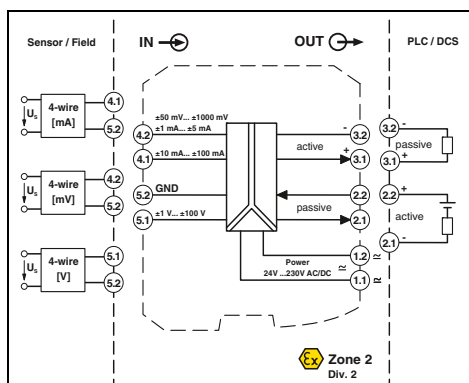 Sensor / Field
IN
OUT
PLC / DCS
4-wire
[mA]
Us
4.1
5.2
4-wire
[mV]
Us
4.2
5.2
4-wire
[V]
Us
5.1
5.2
±50 mV... ±1000 mV
4.2
±1 mA... ±5 mA
4.1
±10 mA... ±100 mA
5.2
GND
5.1
±1 V... ±100 V
-
3.2
active
+
3.1
2.2
passive
2.1
Power
24V ...230V AC/DC
1.2
1.1
3.2
-
passive
3.1
+
2.2
+
active
2.1
-
Ex
Zone 2
Div. 2